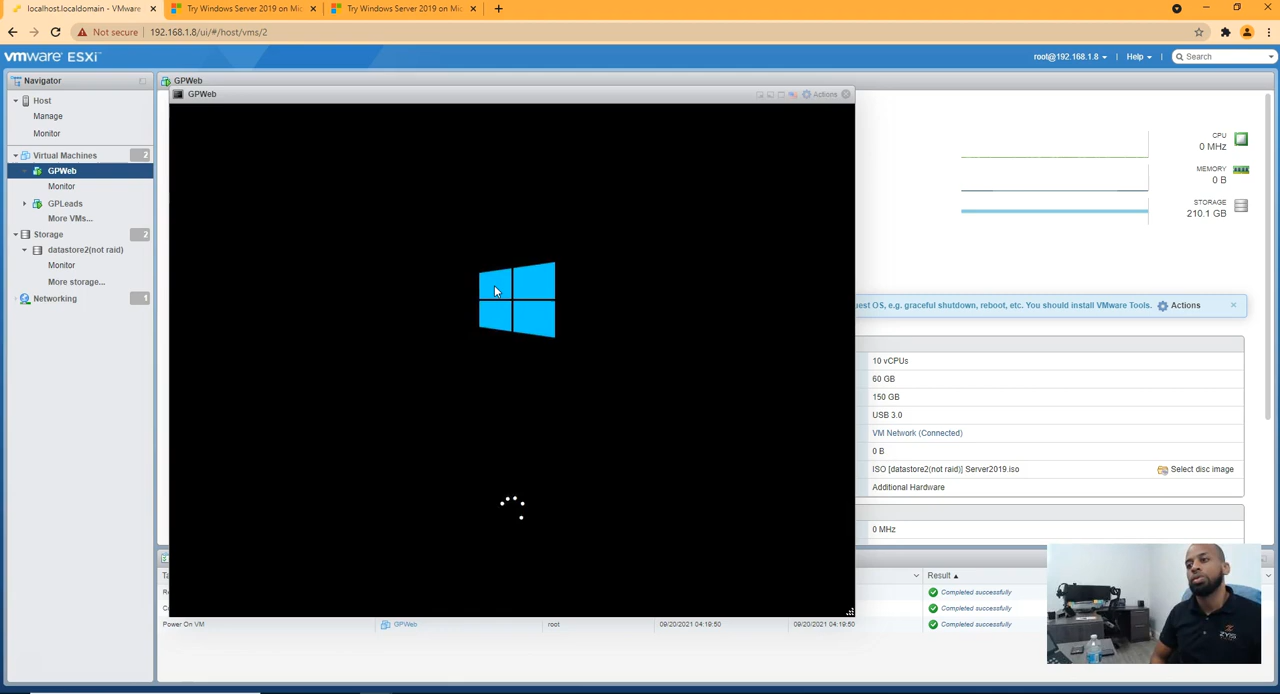 localhost.localdomain - VMware
Try Windows Server 2019 on Mic
Try Windows Server 2019 on Mic
Not secure 192.168.1.8/ui/#/host/vms/2
vmware ESXi
root@192.168.1.8
Help
Search
Navigator
GPWeb
GPWeb
Actions
Host
Manage
Monitor
Virtual Machines 2
GPWeb
Monitor
GPLeads
More VMs...
Storage 2
datastore2(not raid)
Monitor
More storage...
Networking 1
CPU
0 MHz
MEMORY
0 B
STORAGE
210.1 GB
OS, e.g. graceful shutdown, reboot, etc. You should install VMware Tools. Actions
10 vCPUs
60 GB
150 GB
USB 3.0
VM Network (Connected)
0 B
ISO [datastore2(not raid)] Server2019.iso Select disc image
Additional Hardware
0 MHz
Result
Completed successfully
Completed successfully
Power On VM GPWeb root 09/20/2021 04:19:50 09/20/2021 04:19:50 Completed successfully
ZYIS